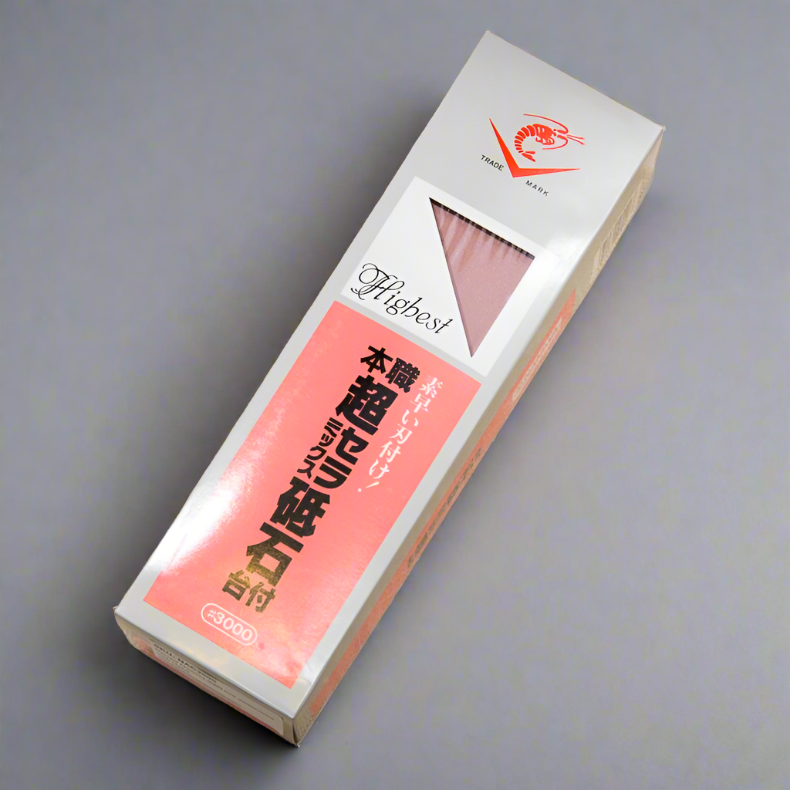 TRADE MARK
Highest
素早い刃付け!
本職
超セラミックス砥石
台付
#3000